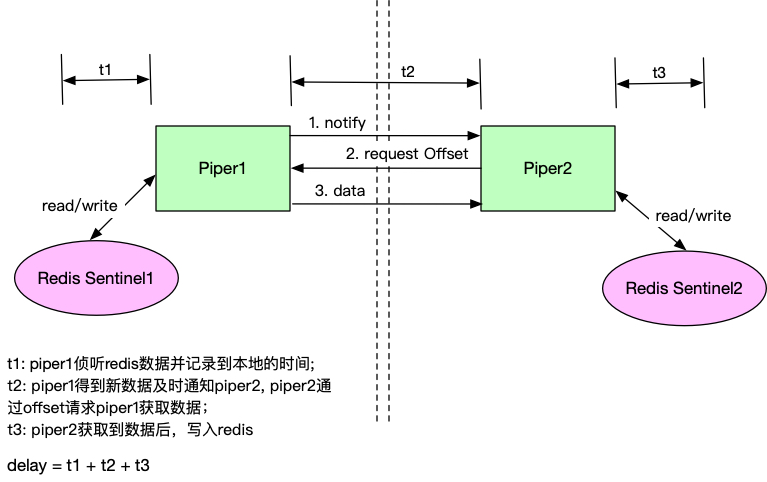 t1
t2
t3
1. notify
Piper1
2. request Offset
Piper2
3. data
read/write
read/write
Redis Sentinel1
Redis Sentinel2
t1: piper1侦听redis数据并记录到本地的时间;
t2: piper1得到新数据及时通知piper2, piper2通
过offset请求piper1获取数据；
t3: piper2获取到数据后，写入redis
delay = t1 + t2 + t3